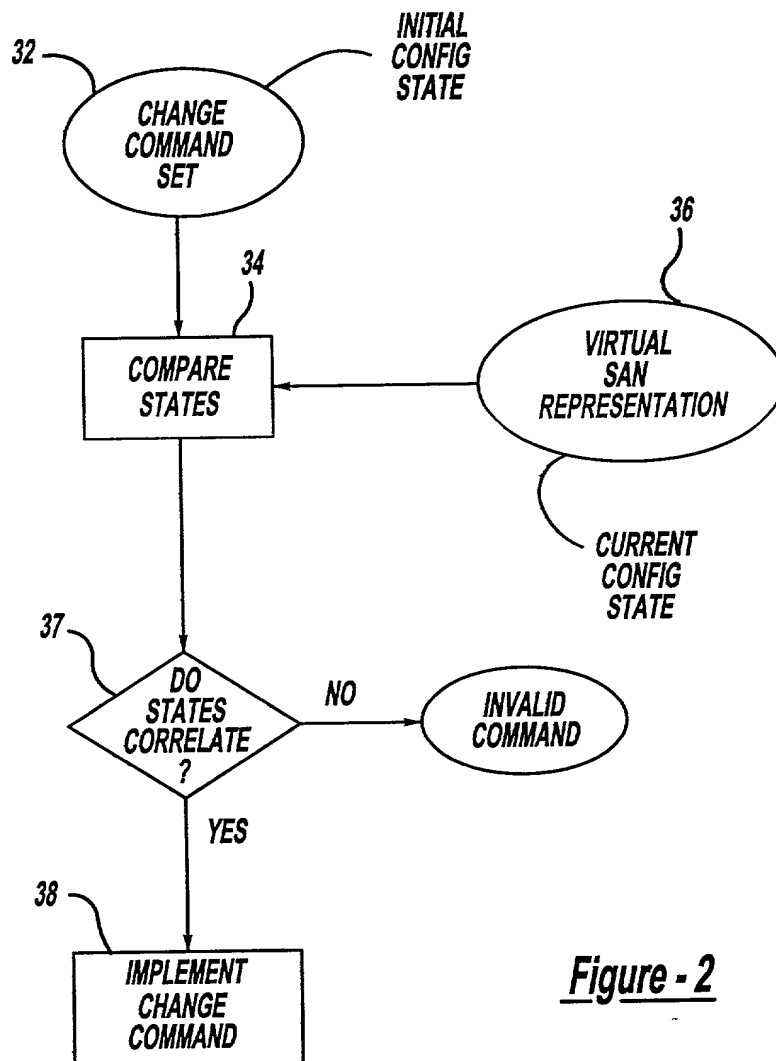 32
INITIAL
CONFIG
STATE
CHANGE
COMMAND
SET
34
36
COMPARE
STATES
VIRTUAL
SAN
REPRESENTATION
CURRENT
CONFIG
STATE
37
DO
STATES
CORRELATE
?
NO
INVALID
COMMAND
YES
38
IMPLEMENT
CHANGE
COMMAND
Figure - 2